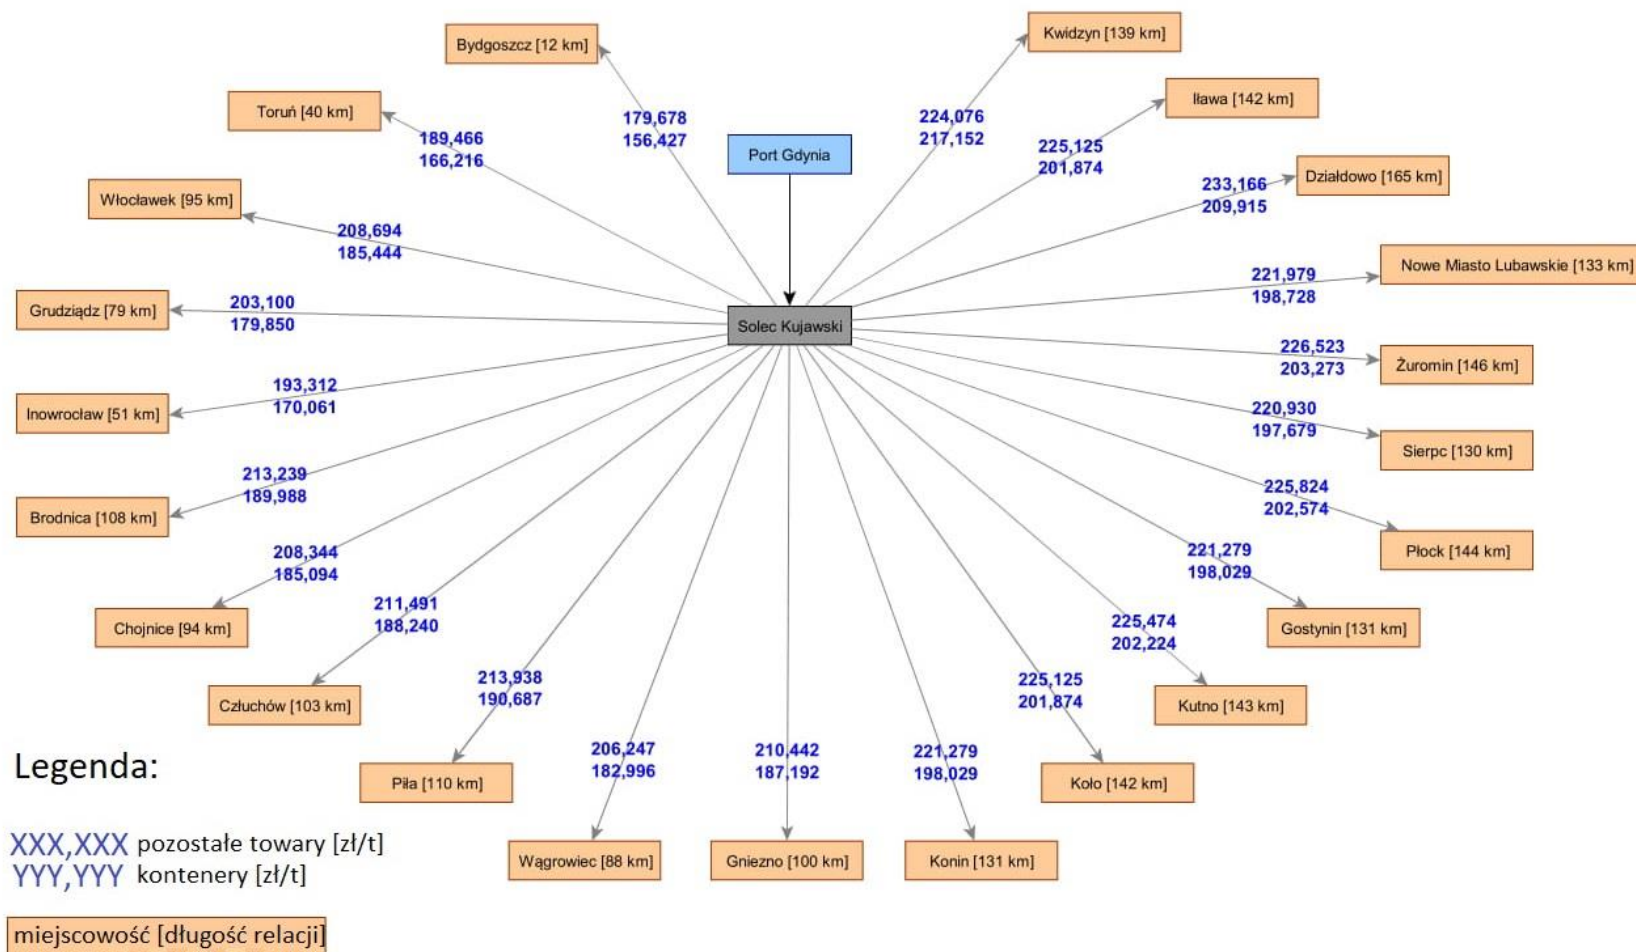 Bydgoszcz [12 km]
Kwidzyn [139 km]
Toruń [40 km]
Iława [142 km]
179,678
156,427
224,076
217,152
189,466
166,216
Port Gdynia
225,125
201,874
Działdowo [165 km]
233,166
209,915
Włocławek [95 km]
208,694
185,444
Nowe Miasto Lubawskie [133 km]
221,979
198,728
Grudziądz [79 km]
203,100
179,850
Solec Kujawski
226,523
203,273
Żuromin [146 km]
Inowrocław [51 km]
193,312
170,061
220,930
197,679
Sierpc [130 km]
Brodnica [108 km]
213,239
189,988
225,824
202,574
Płock [144 km]
208,344
185,094
221,279
198,029
Chojnice [94 km]
211,491
188,240
225,474
202,224
Gostynin [131 km]
Człuchów [103 km]
213,938
190,687
225,125
201,874
Kutno [143 km]
Piła [110 km]
206,247
182,996
210,442
187,192
221,279
198,029
Koło [142 km]
Wągrowiec [88 km]
Gniezno [100 km]
Konin [131 km]
Legenda:
XXX,XXX pozostałe towary [zł/t]
YYY,YYY kontenery [zł/t]
miejscowość [długość relacji]